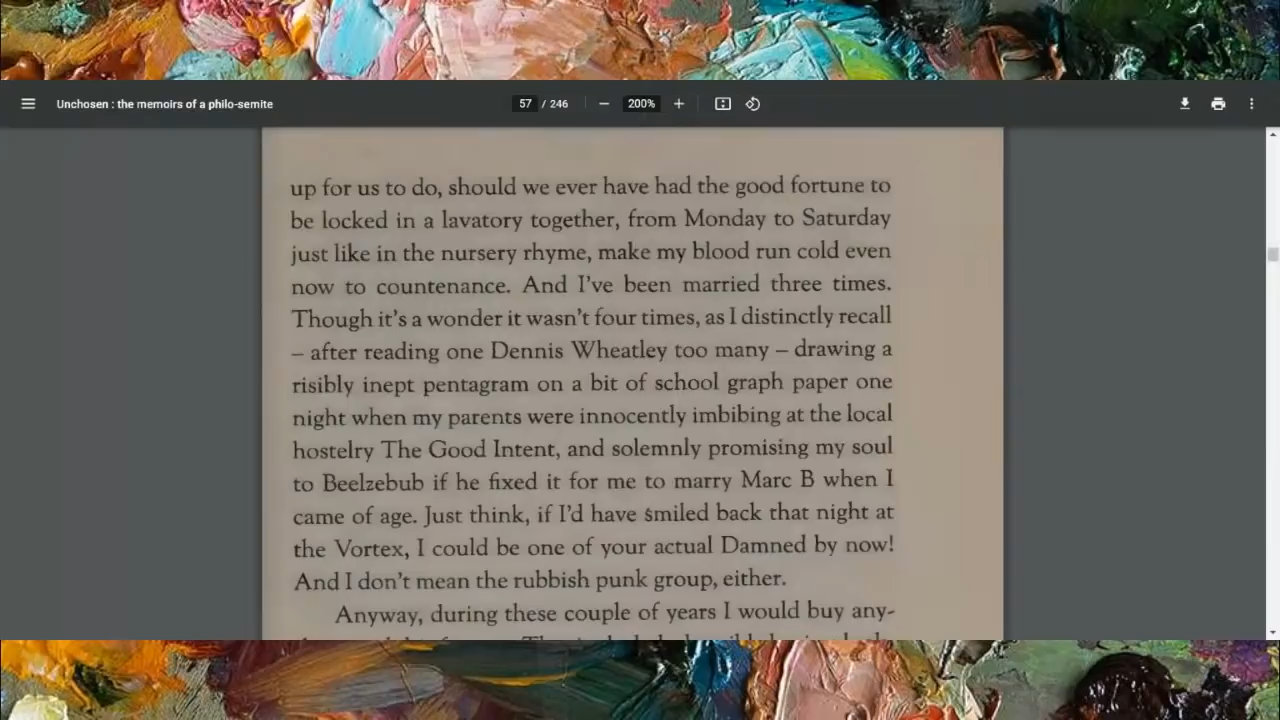 Unchosen : the memoirs of a philo-semite
57 / 246
200%
up for us to do, should we ever have had the good fortune to
be locked in a lavatory together, from Monday to Saturday
just like in the nursery rhyme, make my blood run cold even
now to countenance. And I've been married three times.
Though it's a wonder it wasn't four times, as I distinctly recall
– after reading one Dennis Wheatley too many – drawing a
risibly inept pentagram on a bit of school graph paper one
night when my parents were innocently imbibing at the local
hostelry The Good Intent, and solemnly promising my soul
to Beelzebub if he fixed it for me to marry Marc B when I
came of age. Just think, if I'd have smiled back that night at
the Vortex, I could be one of your actual Damned by now!
And I don't mean the rubbish punk group, either.
Anyway, during these couple of years I would buy any-